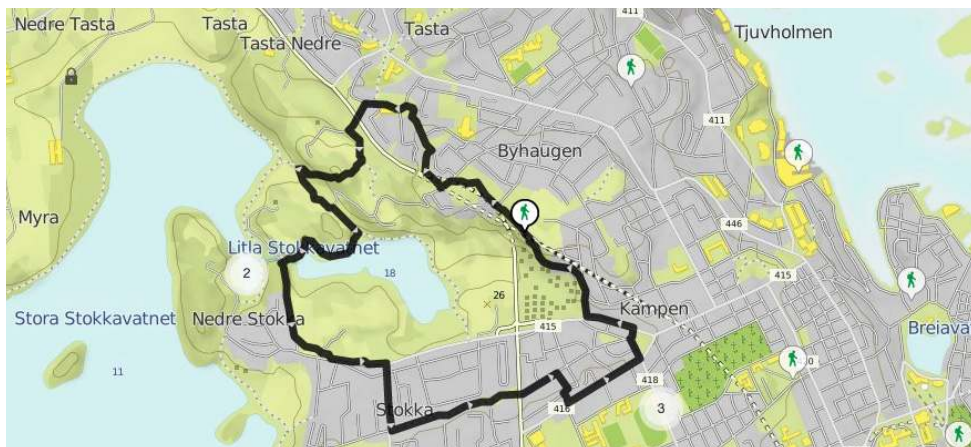 Nedre Tasta
Tasta
Tasta
Tasta Nedre
411
Tjuvholmen
411
Byhaugen
Myra
446
Litla Stokkavatnet
2
18
415
26
Kampen
Stora Stokkavatnet
Nedre Stokka
415
Breiava
11
418
Stokka
416
3